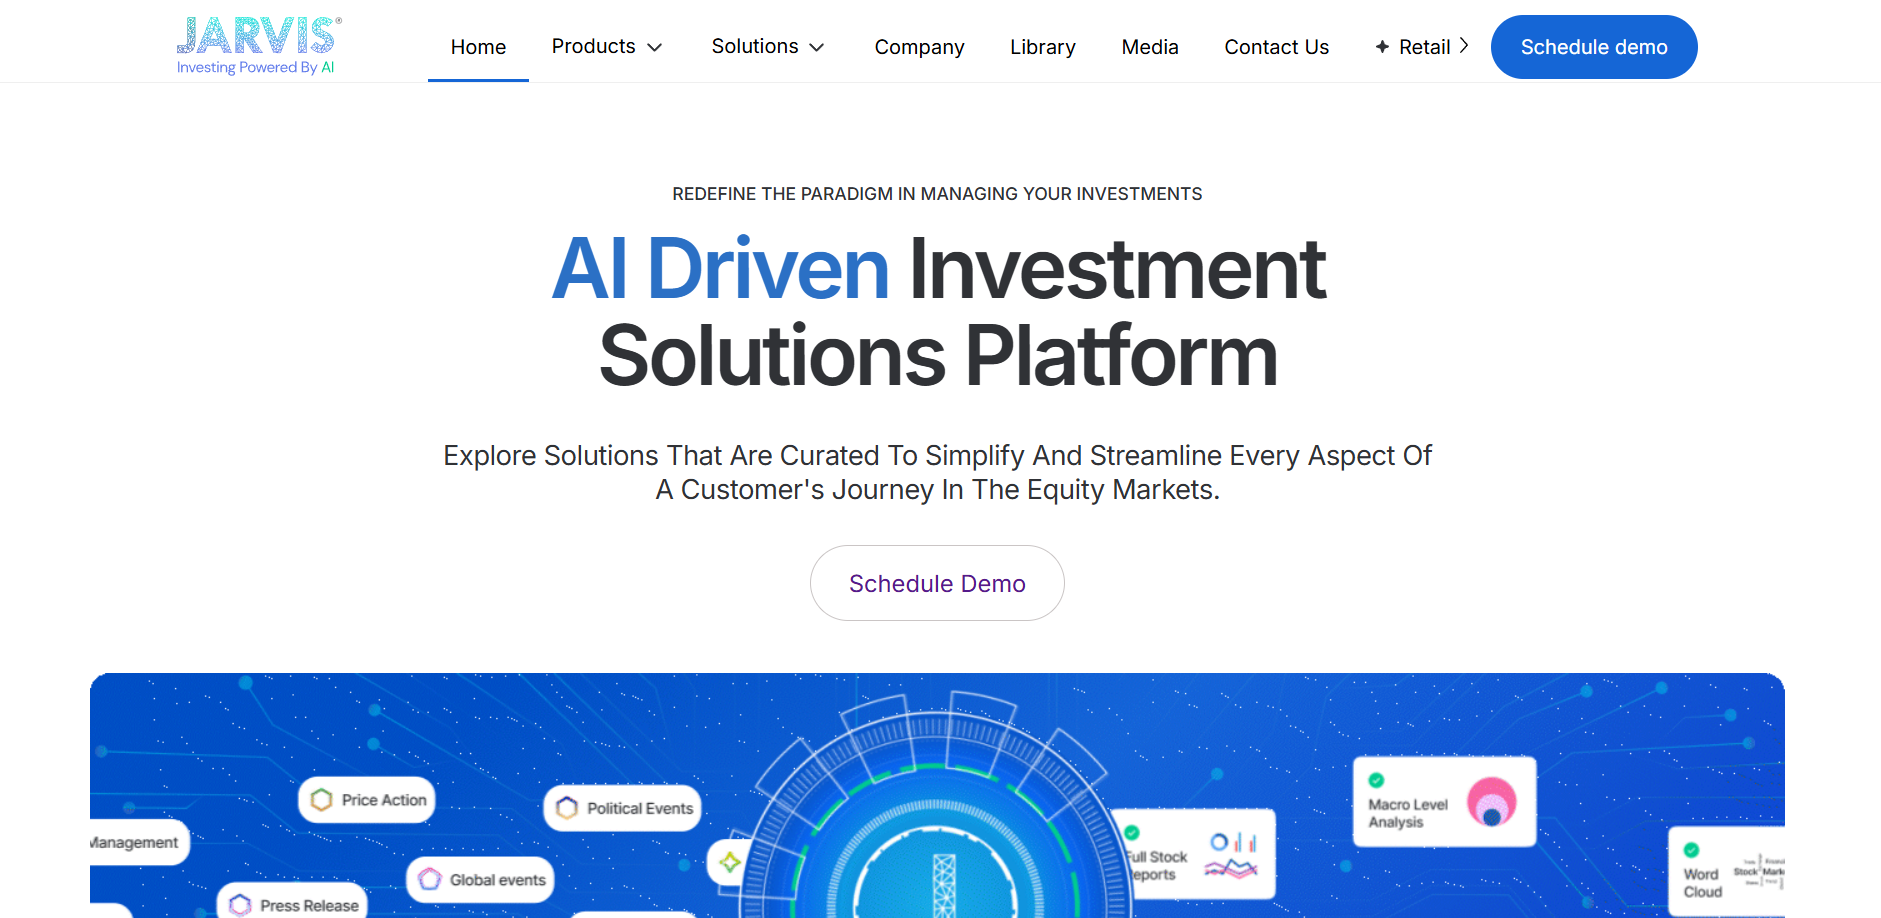 JARVIS®
Investing Powered By AI
Home
Products
Solutions
Company
Library
Media
Contact Us
Retail
Schedule demo
REDEFINE THE PARADIGM IN MANAGING YOUR INVESTMENTS
AI Driven Investment
Solutions Platform
Explore Solutions That Are Curated To Simplify And Streamline Every Aspect Of
A Customer's Journey In The Equity Markets.
Schedule Demo
Price Action
Political Events
Management
Global events
Press Release
Full Stock
Reports
Macro Level
Analysis
Word
Cloud
Stock